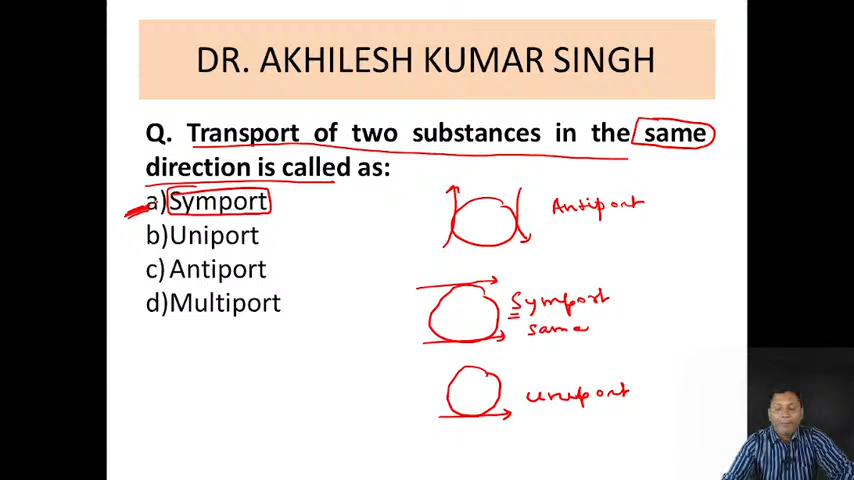 DR. AKHILESH KUMAR SINGH
Q. Transport of two substances in the same
direction is called as:
a) Symport
b) Uniport
c) Antiport
d) Multiport
Antiport
Symport
same
uniport